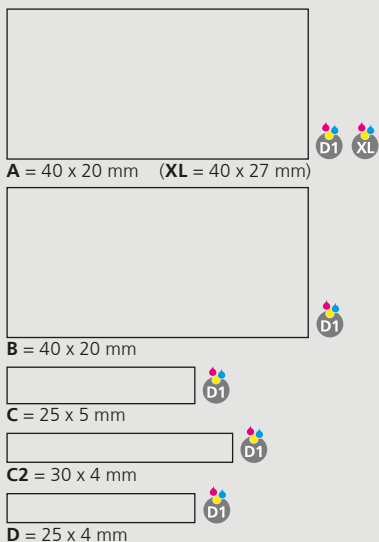 D1 XL
A = 40 x 20 mm (XL = 40 x 27 mm)
D1
B = 40 x 20 mm
D1
C = 25 x 5 mm
D1
C2 = 30 x 4 mm
D1
D = 25 x 4 mm